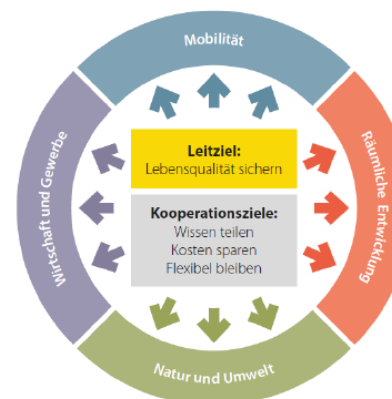 Mobilität
Wirtschaft und Gewerbe
Räumliche Entwicklung
Leitziel:
Lebensqualität sichern
Kooperationsziele:
Wissen teilen
Kosten sparen
Flexibel bleiben
Natur und Umwelt